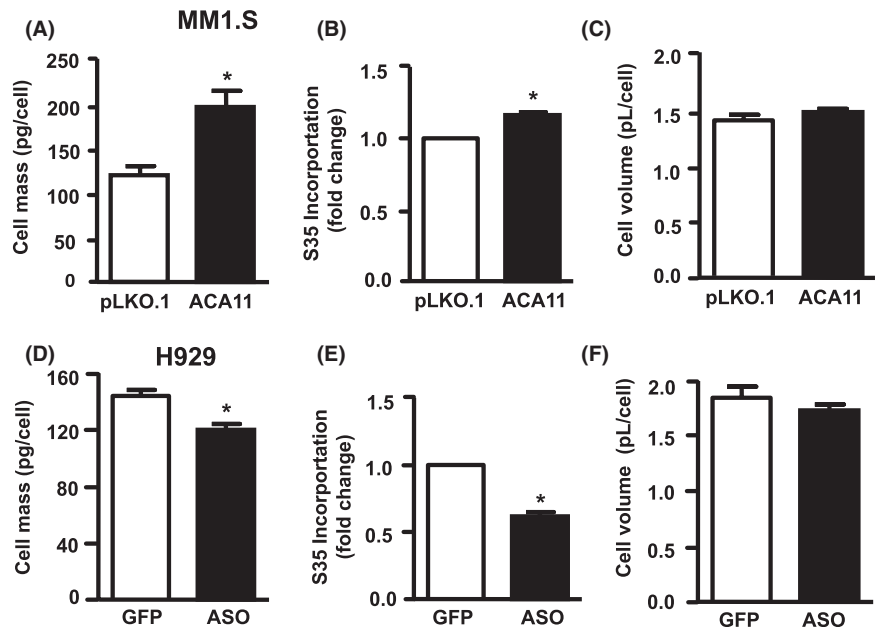 (A) MM1.S
Cell mass (pg/cell)
250
200
150
100
50
0
*
pLKO.1 ACA11
(B)
S35 Incorportation
(fold change)
1.5
1.0
0.5
0.0
*
pLKO.1 ACA11
(C)
Cell volume (pL/cell)
2.0
1.5
1.0
0.5
0.0
pLKO.1 ACA11
(D) H929
Cell mass (pg/cell)
160
120
80
40
0
*
GFP ASO
(E)
S35 Incorportation
(fold change)
1.5
1.0
0.5
0.0
*
GFP ASO
(F)
Cell volume (pL/cell)
2.0
1.5
1.0
0.5
0.0
GFP ASO